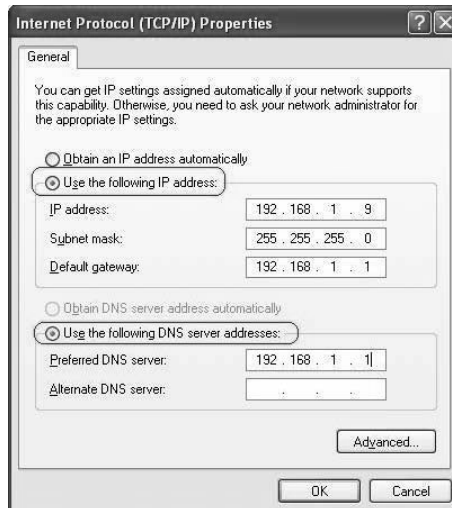 Internet Protocol (TCP/IP) Properties
General
You can get IP settings assigned automatically if your network supports
this capability. Otherwise, you need to ask your network administrator for
the appropriate IP settings.
Obtain an IP address automatically
Use the following IP address:
IP address: 192 . 168 . 1 . 9
Subnet mask: 255 . 255 . 255 . 0
Default gateway: 192 . 168 . 1 . 1
Obtain DNS server address automatically
Use the following DNS server addresses:
Preferred DNS server: 192 . 168 . 1 . 1
Alternate DNS server: . . .
Advanced...
OK Cancel